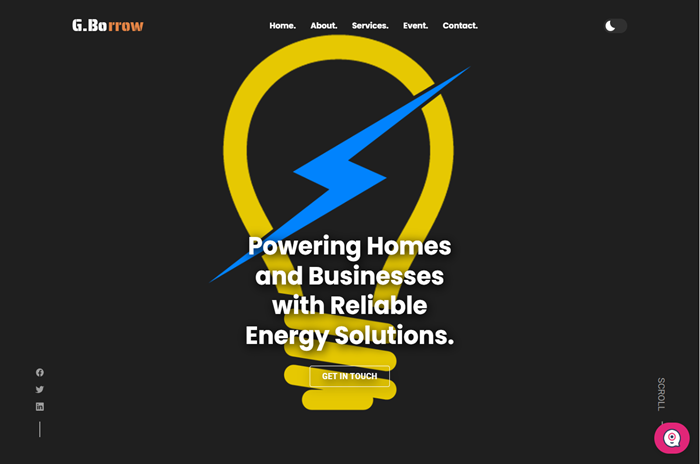 G.Borrow
Home. About. Services. Event. Contact.
Powering Homes
and Businesses
with Reliable
Energy Solutions.
GET IN TOUCH
SCROLL